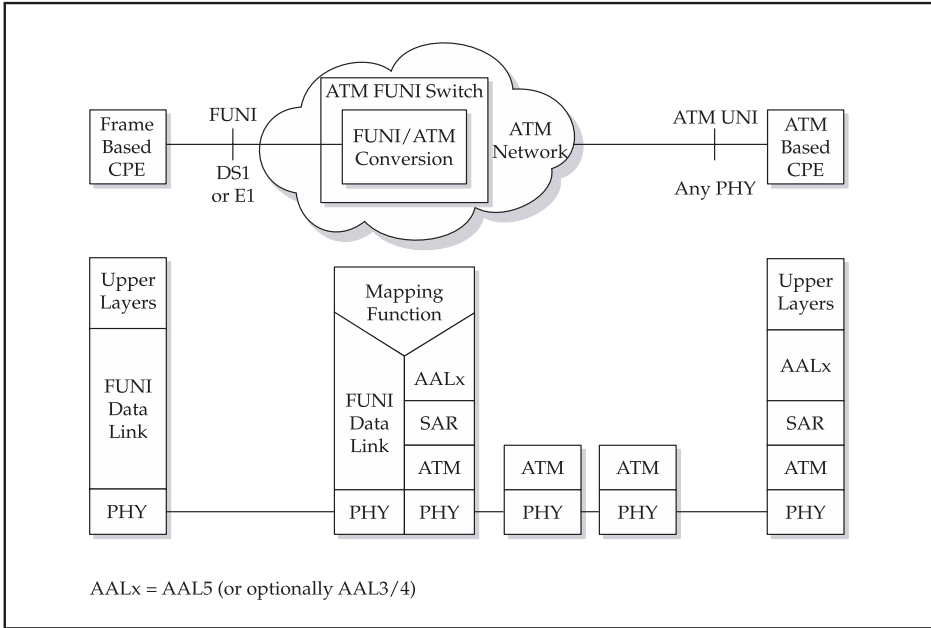 ATM FUNI Switch
Frame
Based
CPE
FUNI
DS1
or E1
FUNI/ATM
Conversion
ATM
Network
ATM UNI
Any PHY
ATM
Based
CPE
Upper
Layers
FUNI
Data
Link
PHY
Mapping
Function
FUNI
Data
Link
PHY
AALx
SAR
ATM
PHY
ATM
PHY
ATM
PHY
Upper
Layers
AALx
SAR
ATM
PHY
AALx = AAL5 (or optionally AAL3/4)